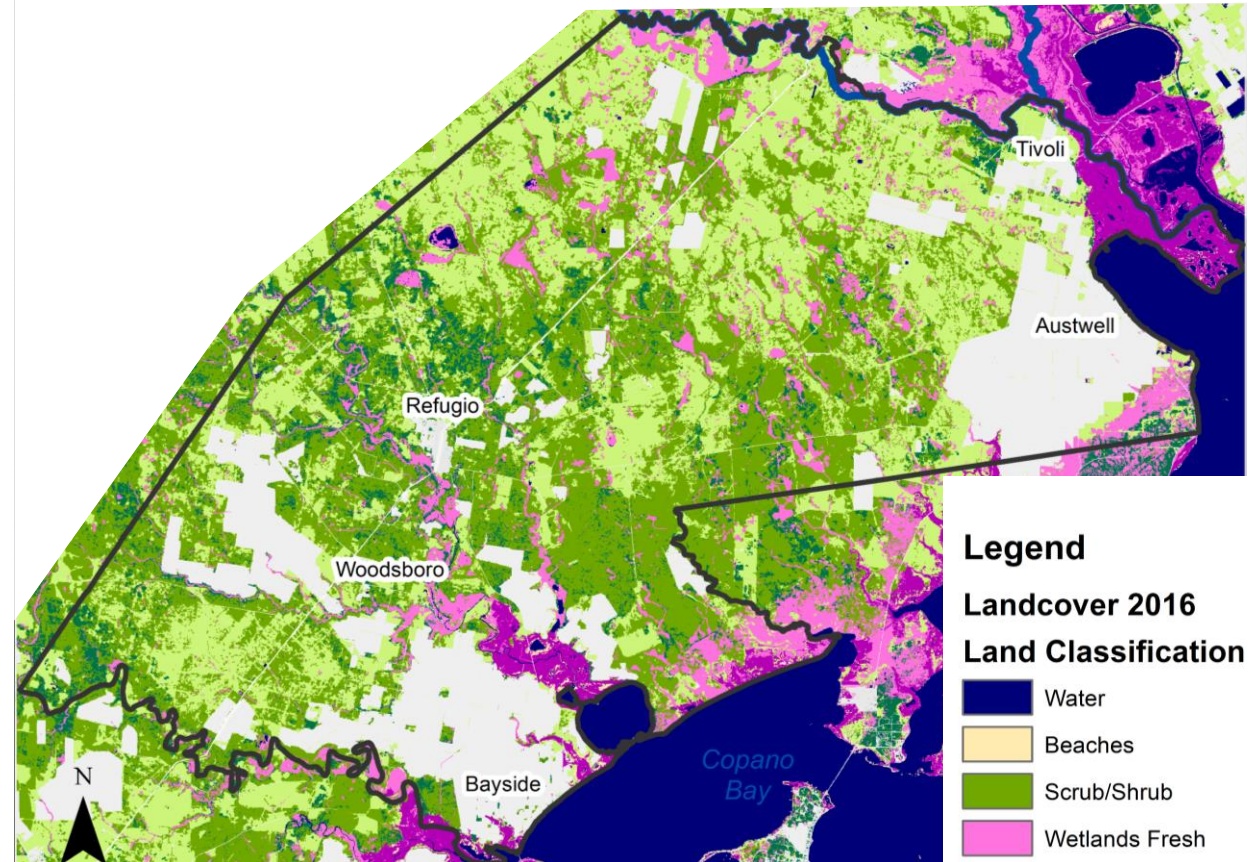 Tivoli
Austwell
Refugio
Woodsboro
Bayside
Copano
Bay
N
Legend
Landcover 2016
Land Classification
Water
Beaches
Scrub/Shrub
Wetlands Fresh